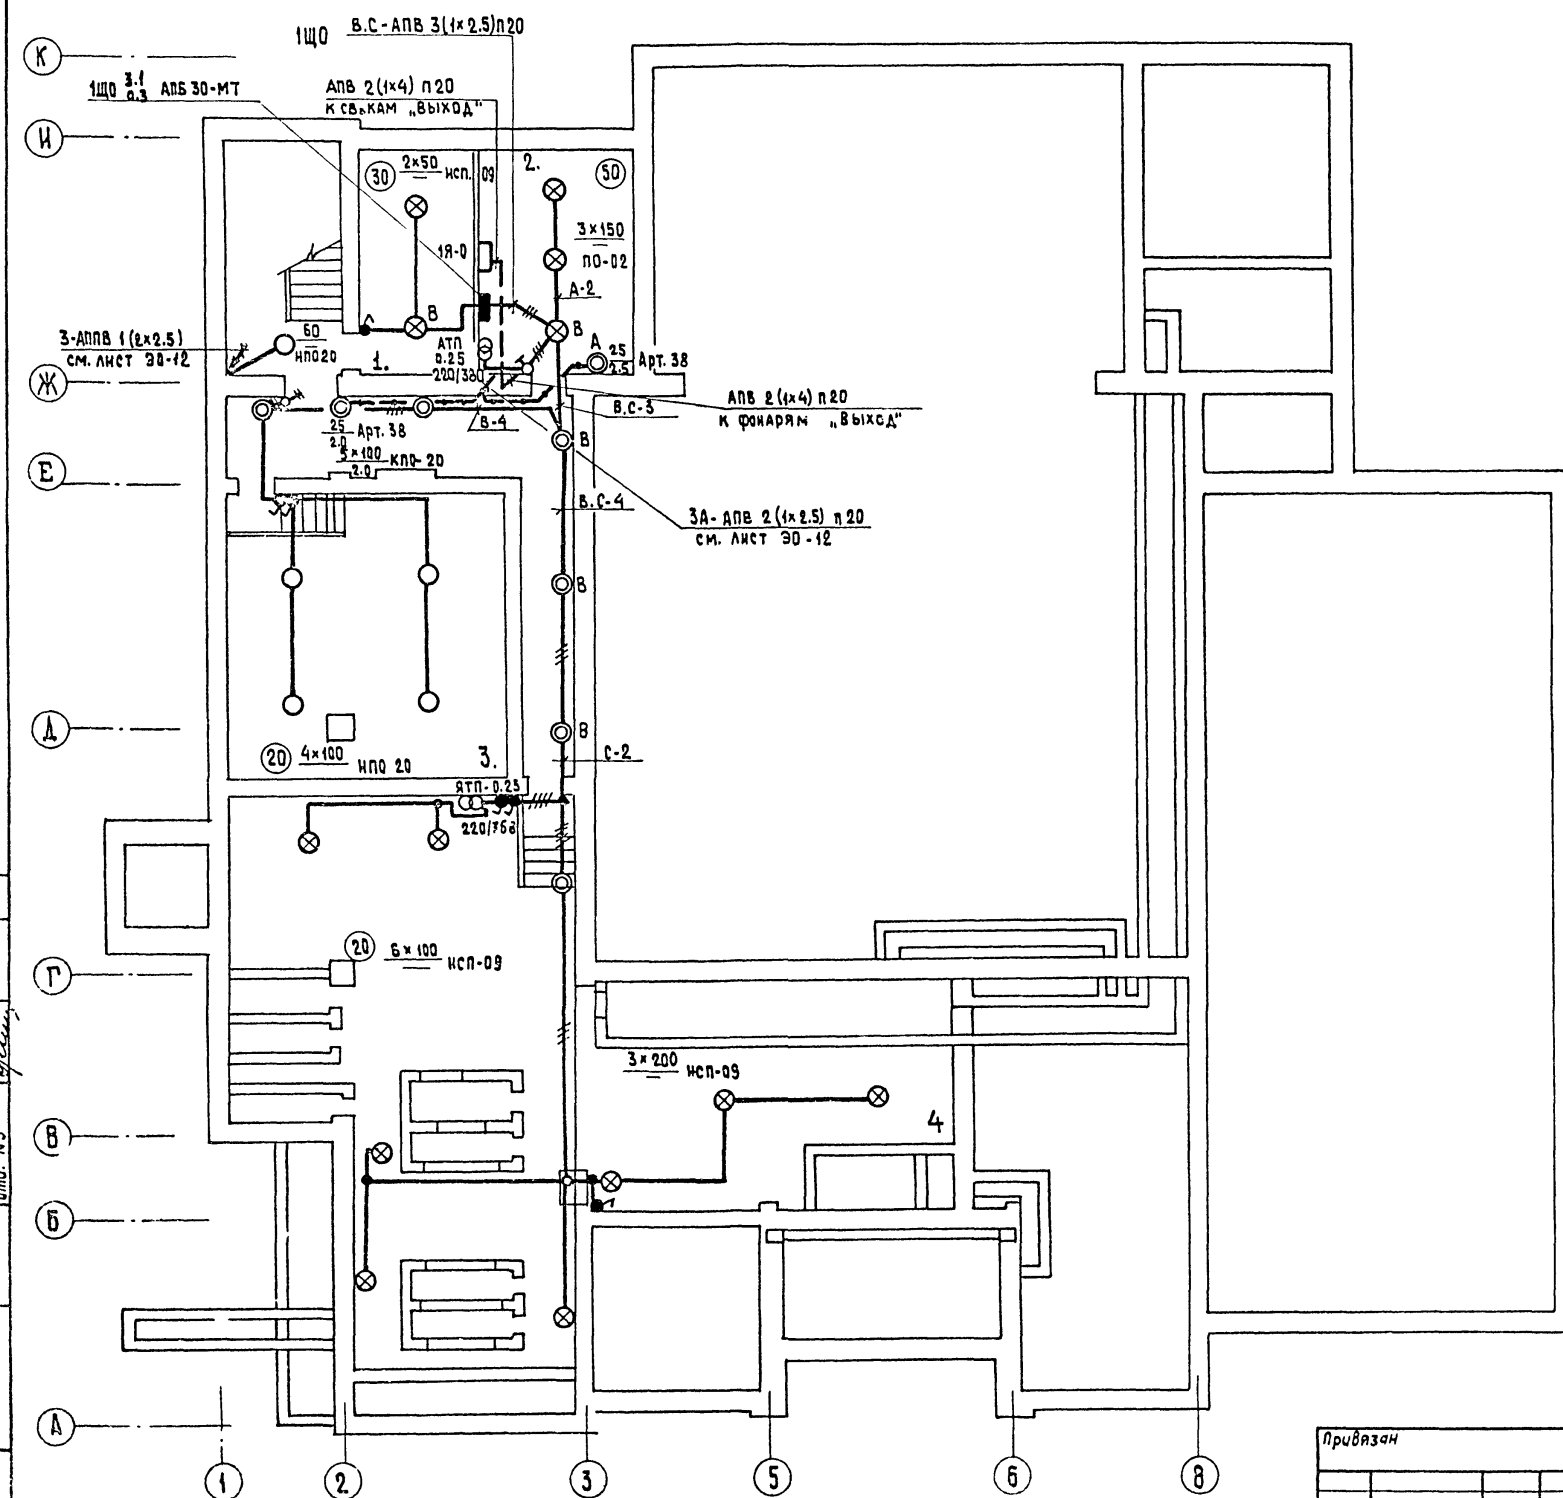 1ЩО В.С-АПВ 3(1×2.5)п20
К
1ЩО 3.1 АПБ 30-МТ
0.3
АПВ 2(1×4) п20
к св.кам „выход"
И
30
2×50 НСП. 09
2.
50
3×150
ПО-02
1Я-0
А-2
В
В
60
НПО20
3-АППВ 1(2×2.5)
см. лист ЭО-12
1.
АТП
0.25
220/36
А
25
2.5
Арт. 38
Ж
АПВ 2(1×4) п20
к фонарям „выход"
В.С-3
В-4
25
2.0
Арт. 38
В
5×100 КПО-20
2.0
Е
В.С-4
3А-АПВ 2(1×2.5) п20
см. лист ЭО-12
В
Д
В
20
4×100 НПО 20
3.
С-2
ЯТП-0.25
220/36в
20
6×100 НСП-09
Г
3×200 НСП-09
4
В
Б
А
Привязан
1
2
3
5
6
8